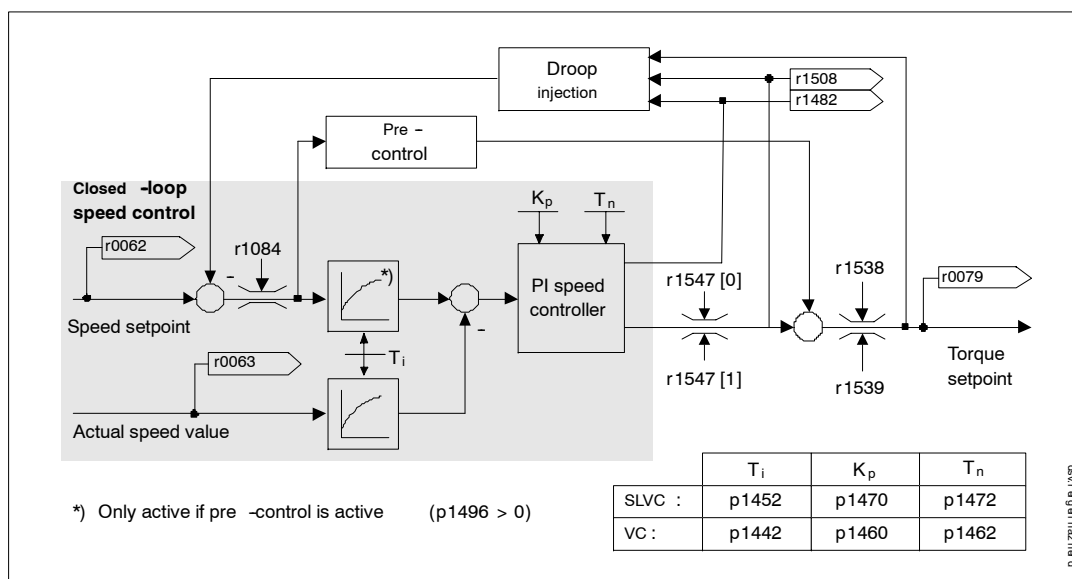 Droop
injection
r1508
r1482
Pre -
control
Closed -loop
speed control
r0062
r1084
Kp
Tn
*)
-
PI speed
controller
r1547 [0]
r1538
r0079
Speed setpoint
-
Ti
r0063
r1547 [1]
r1539
Torque
setpoint
Actual speed value
Ti Kp Tn
SLVC : p1452 p1470 p1472
VC : p1442 p1460 p1462
*) Only active if pre -control is active (p1496 > 0)